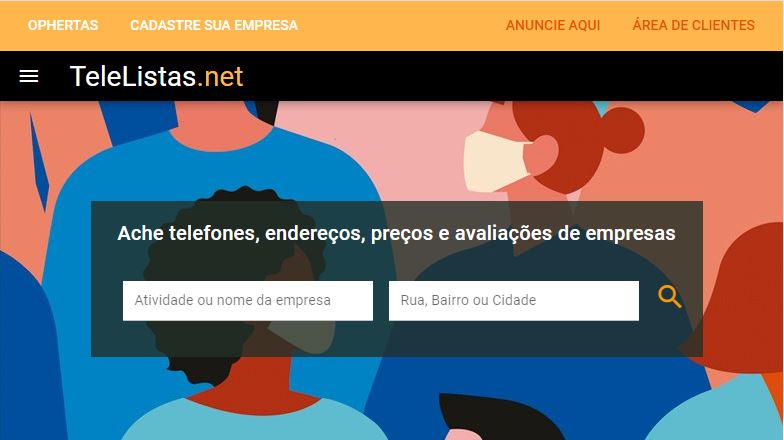 OPHERTAS CADASTRE SUA EMPRESA ANUNCIE AQUI ÁREA DE CLIENTES
TeleListas.net
Ache telefones, endereços, preços e avaliações de empresas
Atividade ou nome da empresa Rua, Bairro ou Cidade